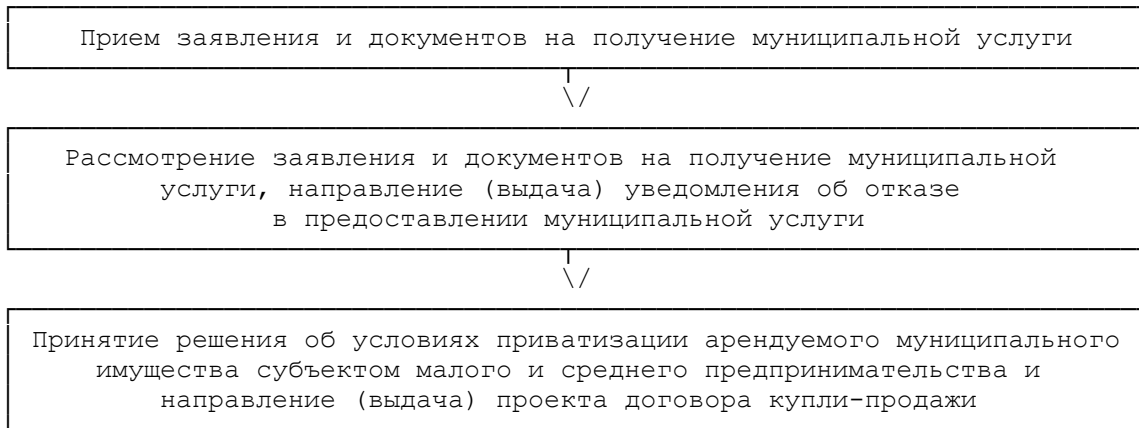 Прием заявления и документов на получение муниципальной услуги
\/
Рассмотрение заявления и документов на получение муниципальной
услуги, направление (выдача) уведомления об отказе
в предоставлении муниципальной услуги
\/
Принятие решения об условиях приватизации арендуемого муниципального
имущества субъектом малого и среднего предпринимательства и
направление (выдача) проекта договора купли-продажи